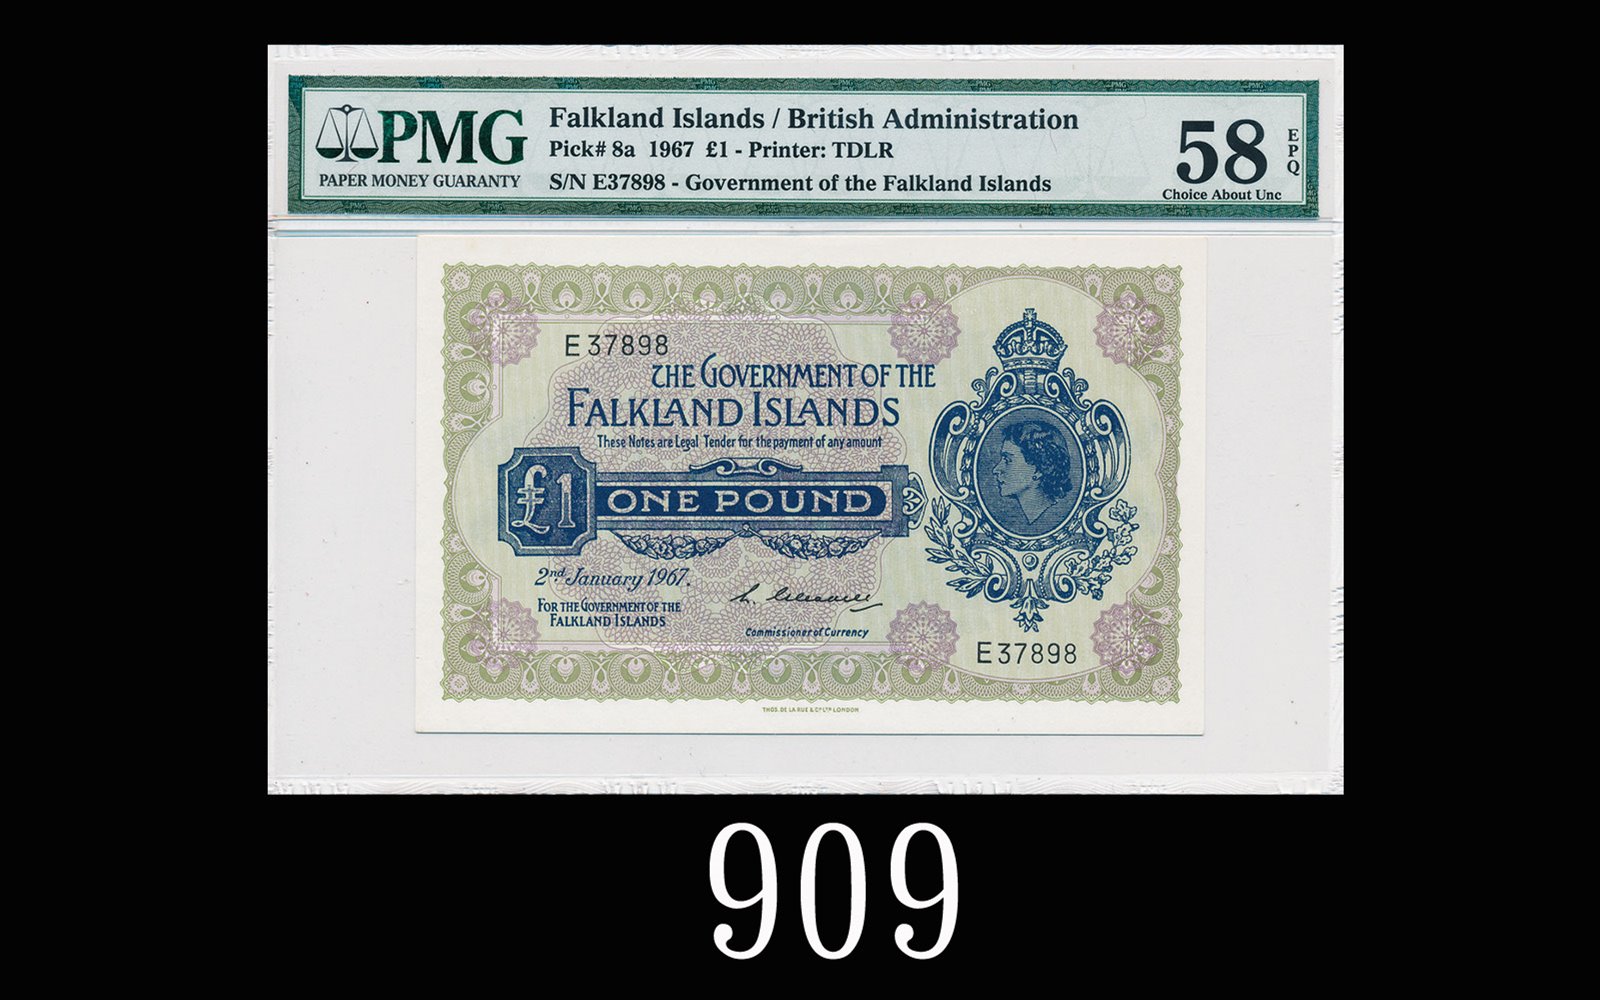 PMG
PAPER MONEY GUARANTY
Falkland Islands / British Administration
Pick# 8a 1967 £1 - Printer: TDLR
S/N E37898 - Government of the Falkland Islands
58
EPQ
Choice About Unc
E37898
THE GOVERNMENT OF THE
FALKLAND ISLANDS
These Notes are Legal Tender for the payment of any amount
£1
ONE POUND
2nd January 1967.
FOR THE GOVERNMENT OF THE
FALKLAND ISLANDS
Commissioner of Currency
E37898
THOS. DE LA RUE & CO LTD LONDON
909